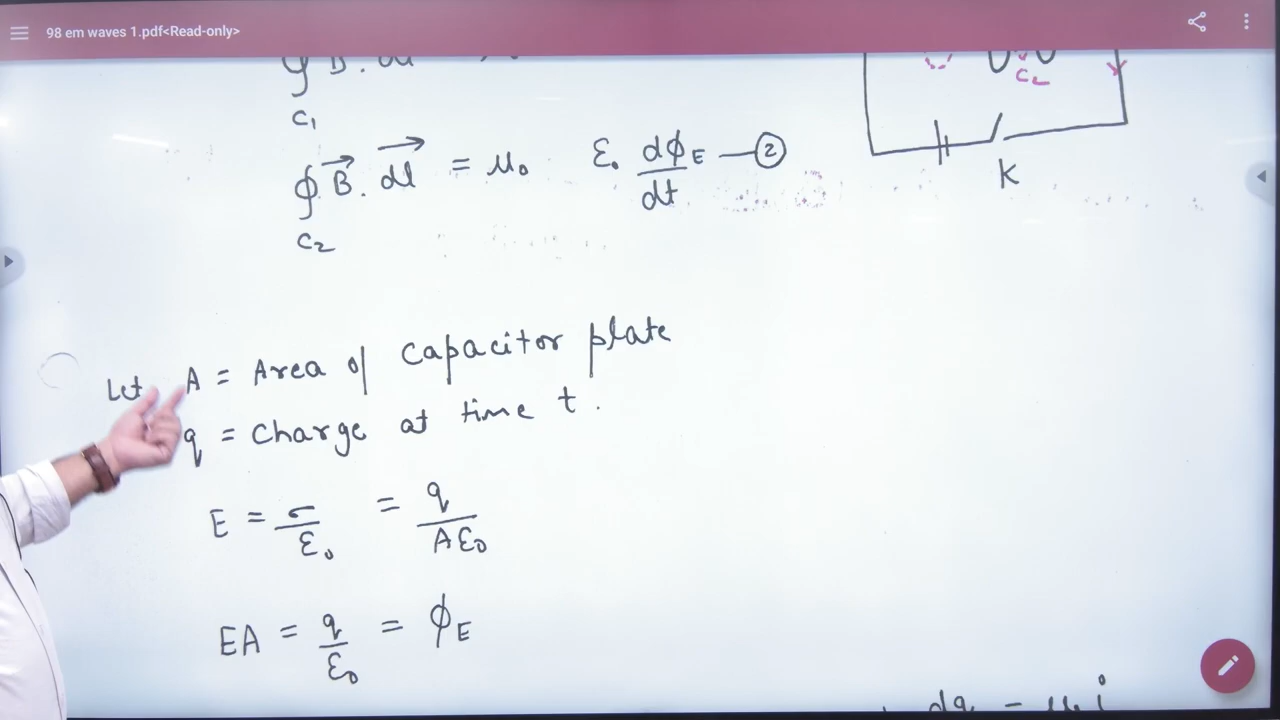 98 em waves 1.pdf<Read-only>
C₁
C₂
∮ B⃗ . dl⃗ = μ₀ ε₀ dφ_E/dt — ②
C₂
K
Let A = Area of Capacitor plate
q = Charge at time t .
E = σ/ε₀ = q/Aε₀
EA = q/ε₀ = φ_E